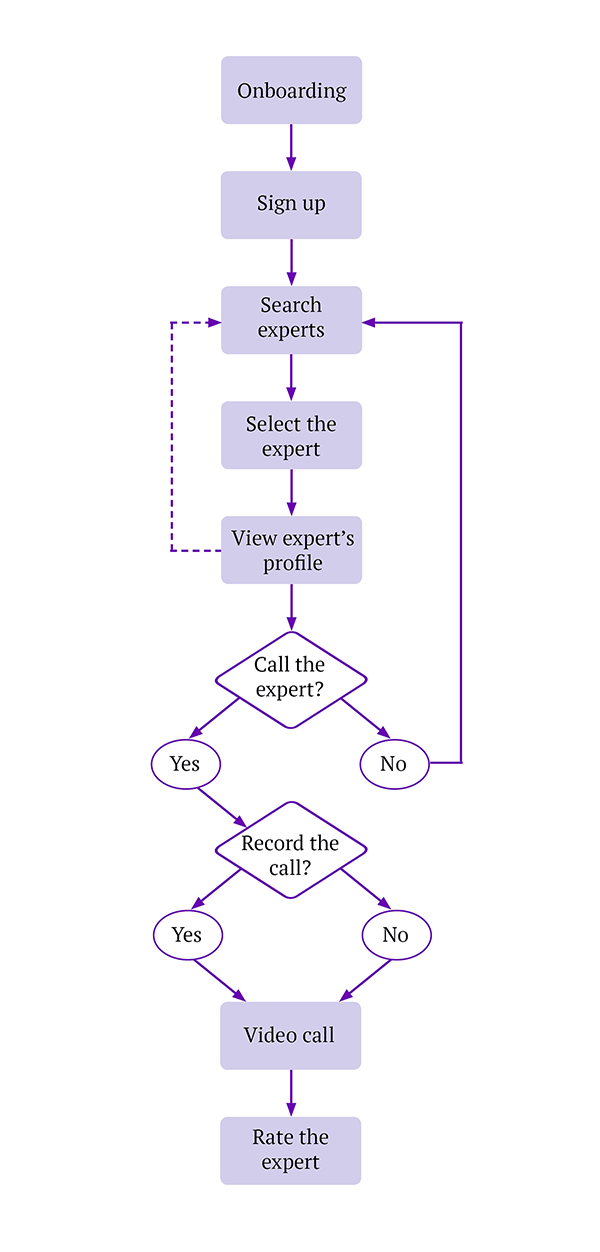 Onboarding
Sign up
Search
experts
Select the
expert
View expert’s
profile
Call the
expert?
Yes
No
Record the
call?
Yes
No
Video call
Rate the
expert